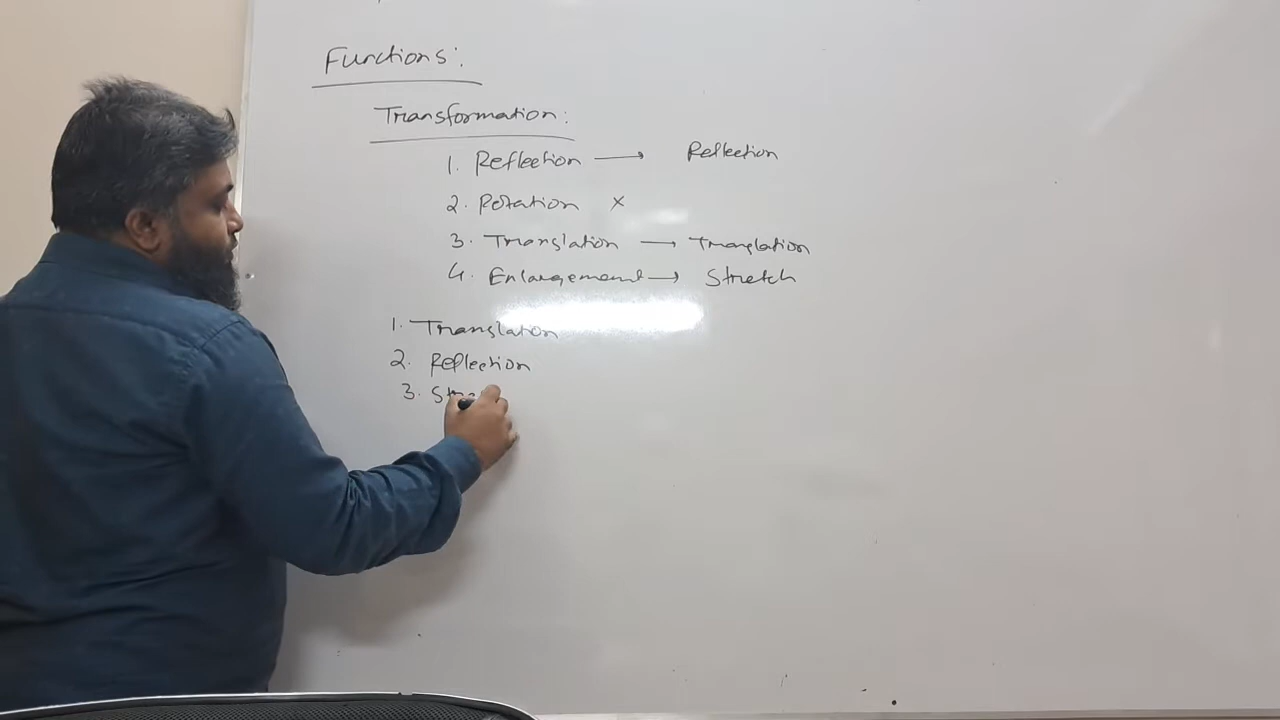 Functions:
Transformation:
1. Reflection → Reflection
2. Rotation ×
3. Translation → Translation
4. Enlargement → Stretch
1. Translation
2. Reflection
3.